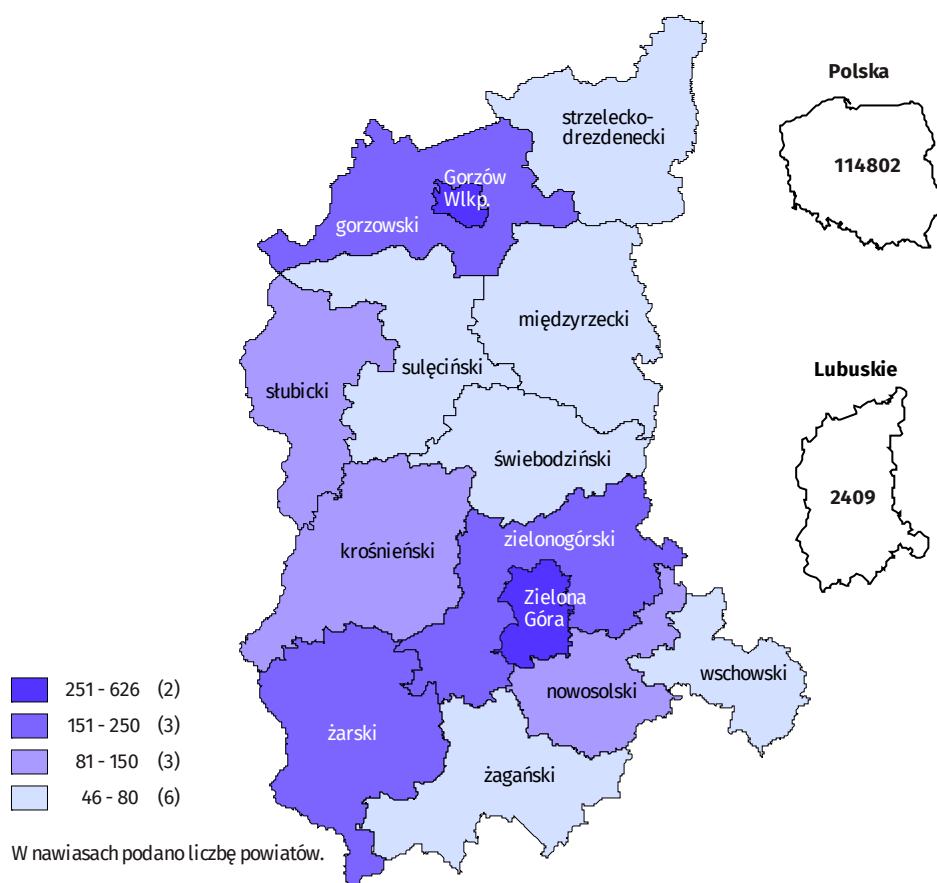 Polska
114802
strzelecko-
drezdenecki
Gorzów
Wlkp.
gorzowski
międzyrzecki
sulęciński
słubicki
Lubuskie
2409
świebodziński
krośnieński
zielonogórski
Zielona
Góra
nowosolski
wschowski
żarski
żagański
251 - 626 (2)
151 - 250 (3)
81 - 150 (3)
46 - 80 (6)
W nawiasach podano liczbę powiatów.